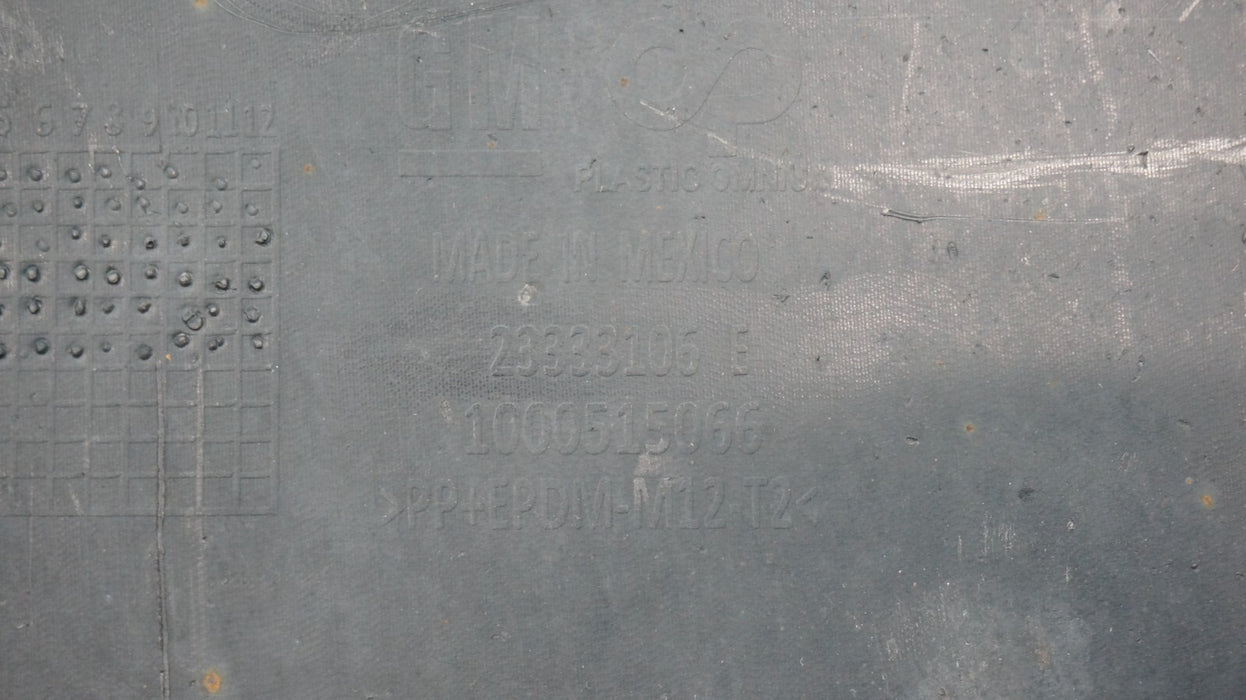 GM
PLASTIC OMNIUM
5 6 7 8 9 10 11 12
MADE IN MEXICO
23333106 E
1000515066
>PP+EPDM-M12-T2<